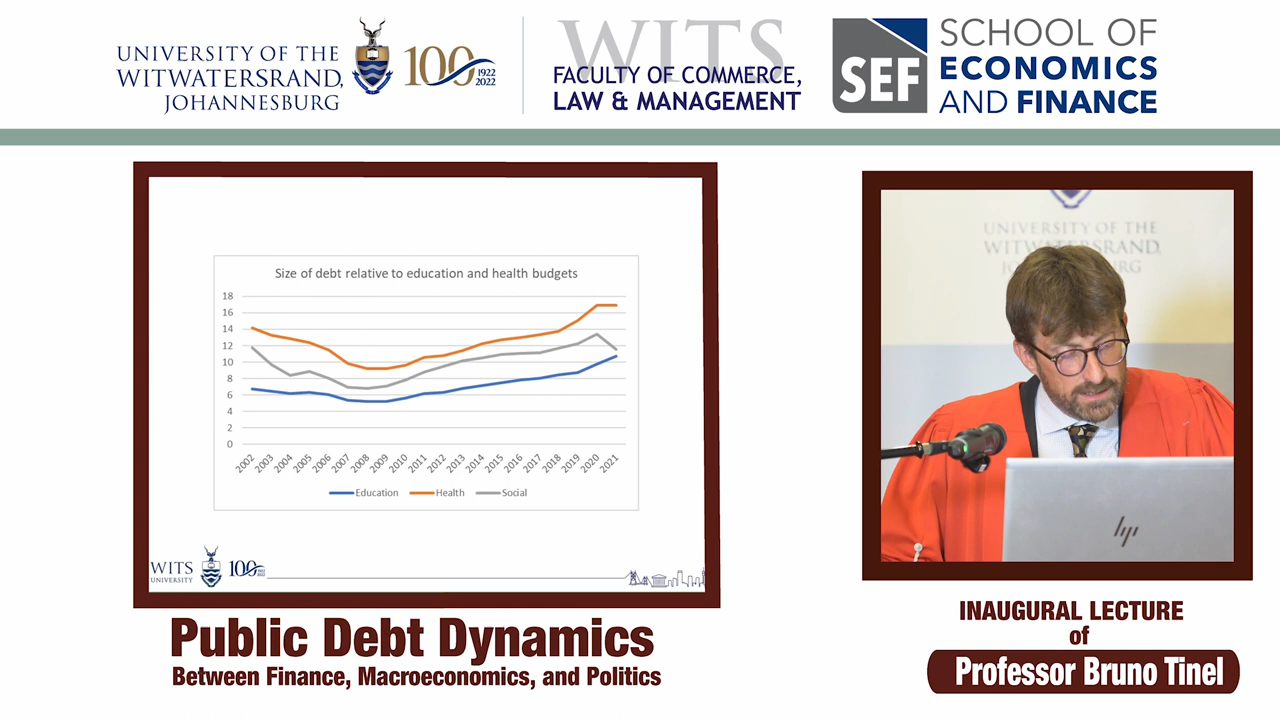 UNIVERSITY OF THE
WITWATERSRAND,
JOHANNESBURG
100 1922
2022
WITS
FACULTY OF COMMERCE,
LAW & MANAGEMENT
SEF
SCHOOL OF
ECONOMICS
AND FINANCE
Size of debt relative to education and health budgets
18
16
14
12
10
8
6
4
2
0
2002 2003 2004 2005 2006 2007 2008 2009 2010 2011 2012 2013 2014 2015 2016 2017 2018 2019 2020 2021
Education Health Social
WITS
UNIVERSITY
100
UNIVERSITY OF THE
WITWATERSRAND,
hp
Public Debt Dynamics
Between Finance, Macroeconomics, and Politics
INAUGURAL LECTURE
of
Professor Bruno Tinel